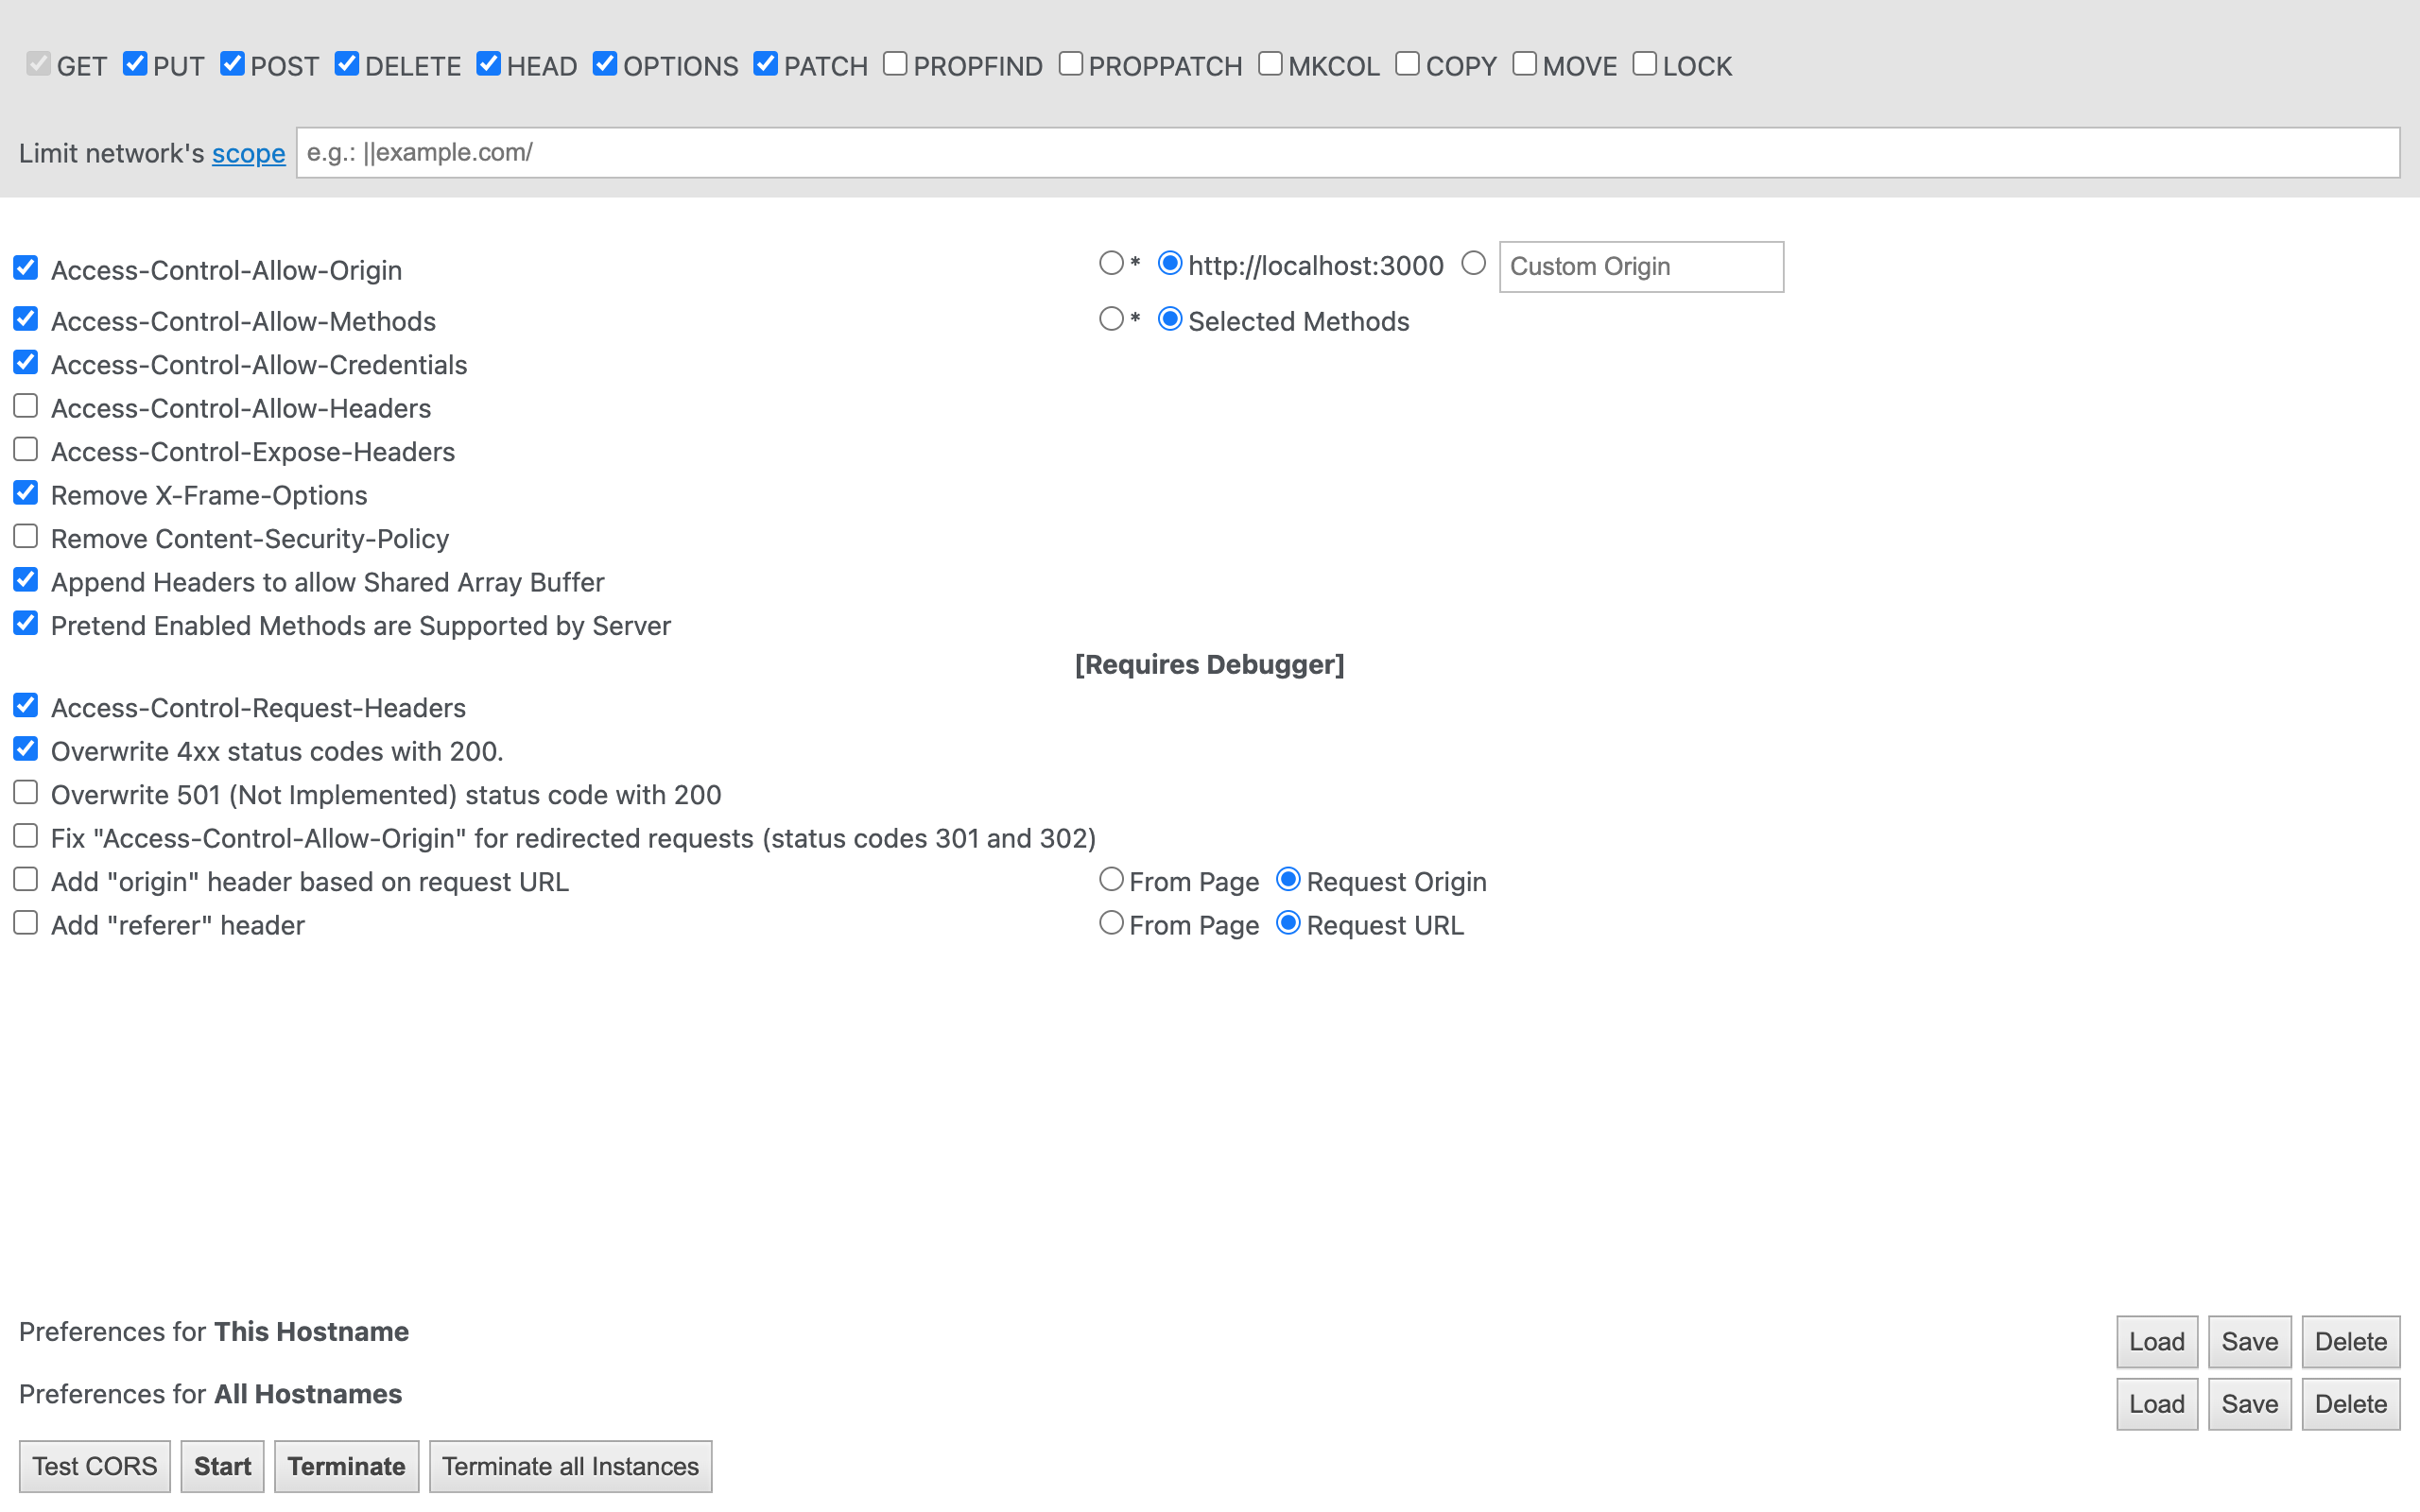 GET PUT POST DELETE HEAD OPTIONS PATCH PROPFIND PROPPATCH MKCOL COPY MOVE LOCK
Limit network's scope e.g.: ||example.com/
Access-Control-Allow-Origin * http://localhost:3000 Custom Origin
Access-Control-Allow-Methods * Selected Methods
Access-Control-Allow-Credentials
Access-Control-Allow-Headers
Access-Control-Expose-Headers
Remove X-Frame-Options
Remove Content-Security-Policy
Append Headers to allow Shared Array Buffer
Pretend Enabled Methods are Supported by Server
[Requires Debugger]
Access-Control-Request-Headers
Overwrite 4xx status codes with 200.
Overwrite 501 (Not Implemented) status code with 200
Fix "Access-Control-Allow-Origin" for redirected requests (status codes 301 and 302)
Add "origin" header based on request URL From Page Request Origin
Add "referer" header From Page Request URL
Preferences for This Hostname Load Save Delete
Preferences for All Hostnames Load Save Delete
Test CORS Start Terminate Terminate all Instances